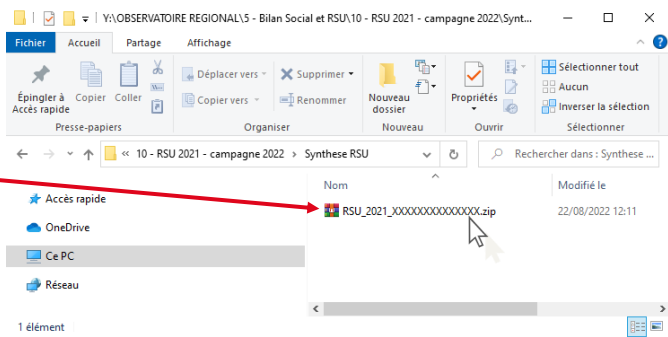 Y:\OBSERVATOIRE REGIONAL\5 - Bilan Social et RSU\10 - RSU 2021 - campagne 2022\Synt...
Fichier Accueil Partage Affichage
Épingler à Accès rapide
Copier
Coller
Presse-papiers
Déplacer vers
Copier vers
Supprimer
Renommer
Organiser
Nouveau dossier
Nouveau
Propriétés
Ouvrir
Sélectionner tout
Aucun
Inverser la sélection
Sélectionner
« 10 - RSU 2021 - campagne 2022 › Synthese RSU
Rechercher dans : Synthese ...
Nom Modifié le
Accès rapide
RSU_2021_XXXXXXXXXXXXXX.zip 22/08/2022 12:11
OneDrive
Ce PC
Réseau
1 élément